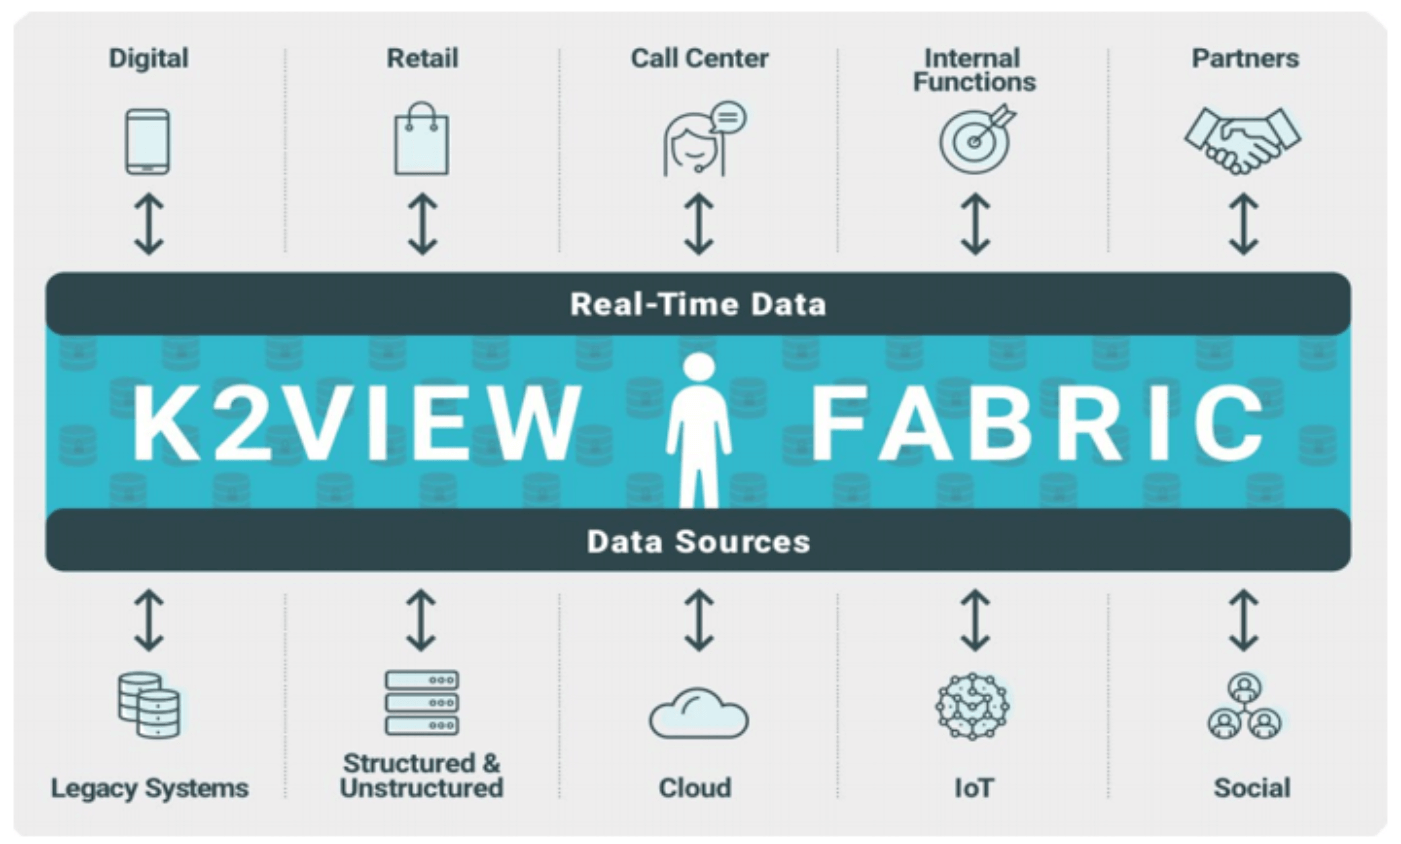 Digital
Retail
Call Center
Internal
Functions
Partners
Real-Time Data
K2VIEW FABRIC
Data Sources
Legacy Systems
Structured &
Unstructured
Cloud
IoT
Social